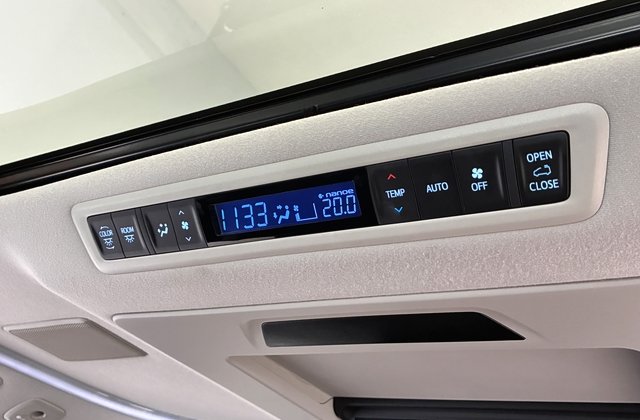 COLOR
ROOM
1133
nanoe
20.0
TEMP
AUTO
OFF
OPEN
CLOSE